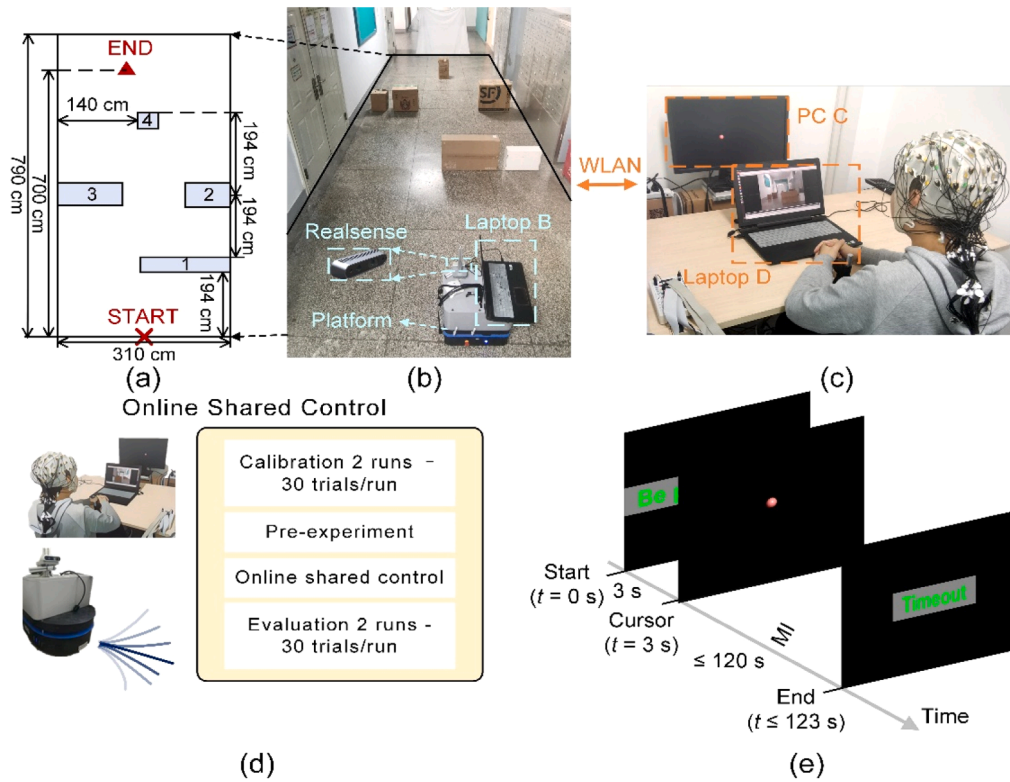 END
140 cm
4
194 cm
790 cm
700 cm
3
2
194 cm
1
194 cm
START
310 cm
(a)
SF
Realsense
Laptop B
Platform
(b)
WLAN
PC C
Laptop D
(c)
Online Shared Control
Calibration 2 runs -
30 trials/run
Pre-experiment
Online shared control
Evaluation 2 runs -
30 trials/run
(d)
Be
Start
(t = 0 s)
3 s
Cursor
(t = 3 s)
MI
≤ 120 s
Timeout
End
(t ≤ 123 s)
Time
(e)